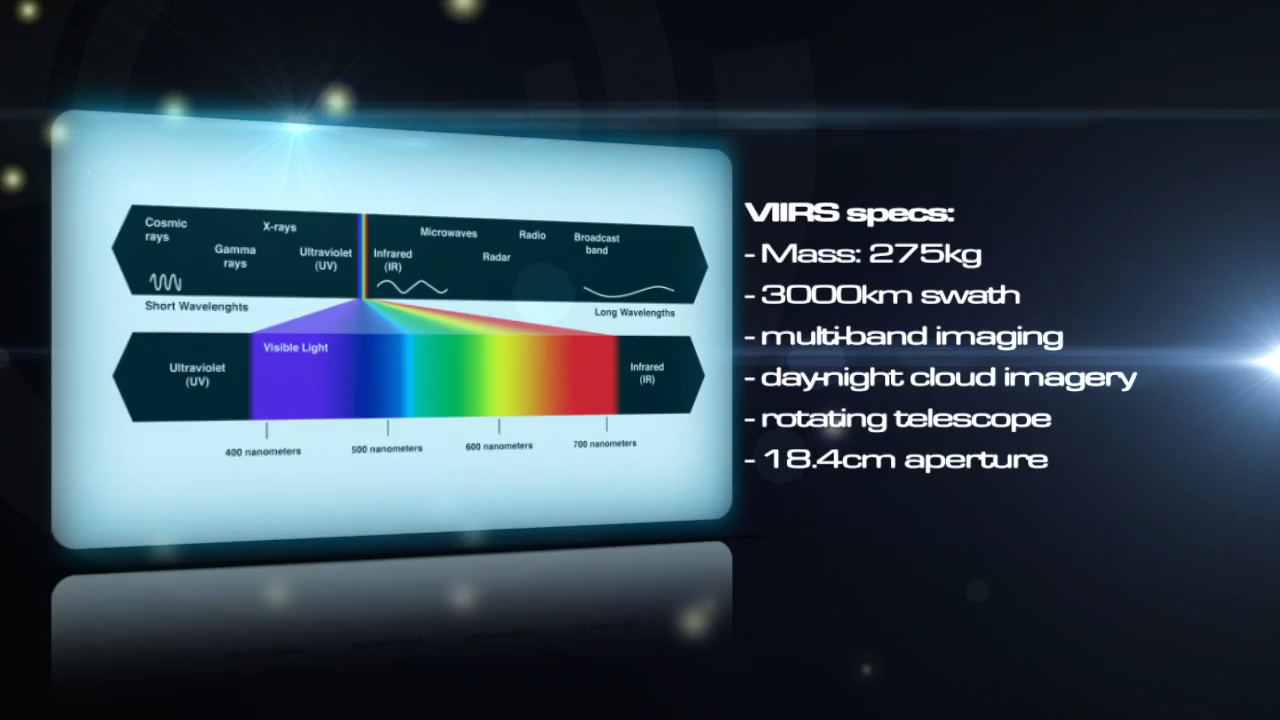 Cosmic
rays
Gamma
rays
X-rays
Ultraviolet
(UV)
Infrared
(IR)
Microwaves
Radar
Radio
Broadcast
band
Short Wavelenghts
Long Wavelengths
Ultraviolet
(UV)
Visible Light
Infrared
(IR)
400 nanometers
500 nanometers
600 nanometers
700 nanometers
VIIRS specs:
- Mass: 275kg
- 3000km swath
- multi-band imaging
- day-night cloud imagery
- rotating telescope
- 18.4cm aperture